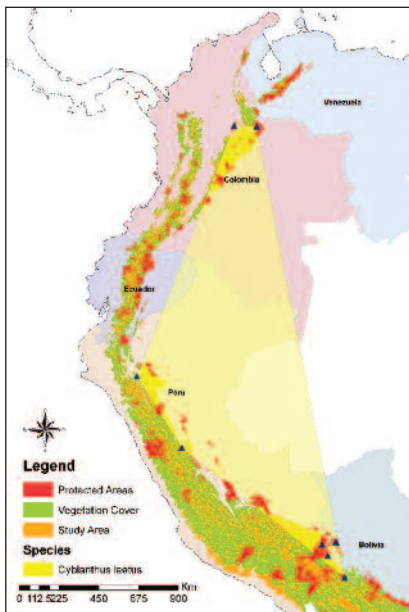 Venezuela
Colombia
Ecuador
Peru
Bolivia
Legend
Protected Areas
Vegetation Cover
Study Area
Species
Cyblanthus laetus
Km
0 112.5225 450 675 900